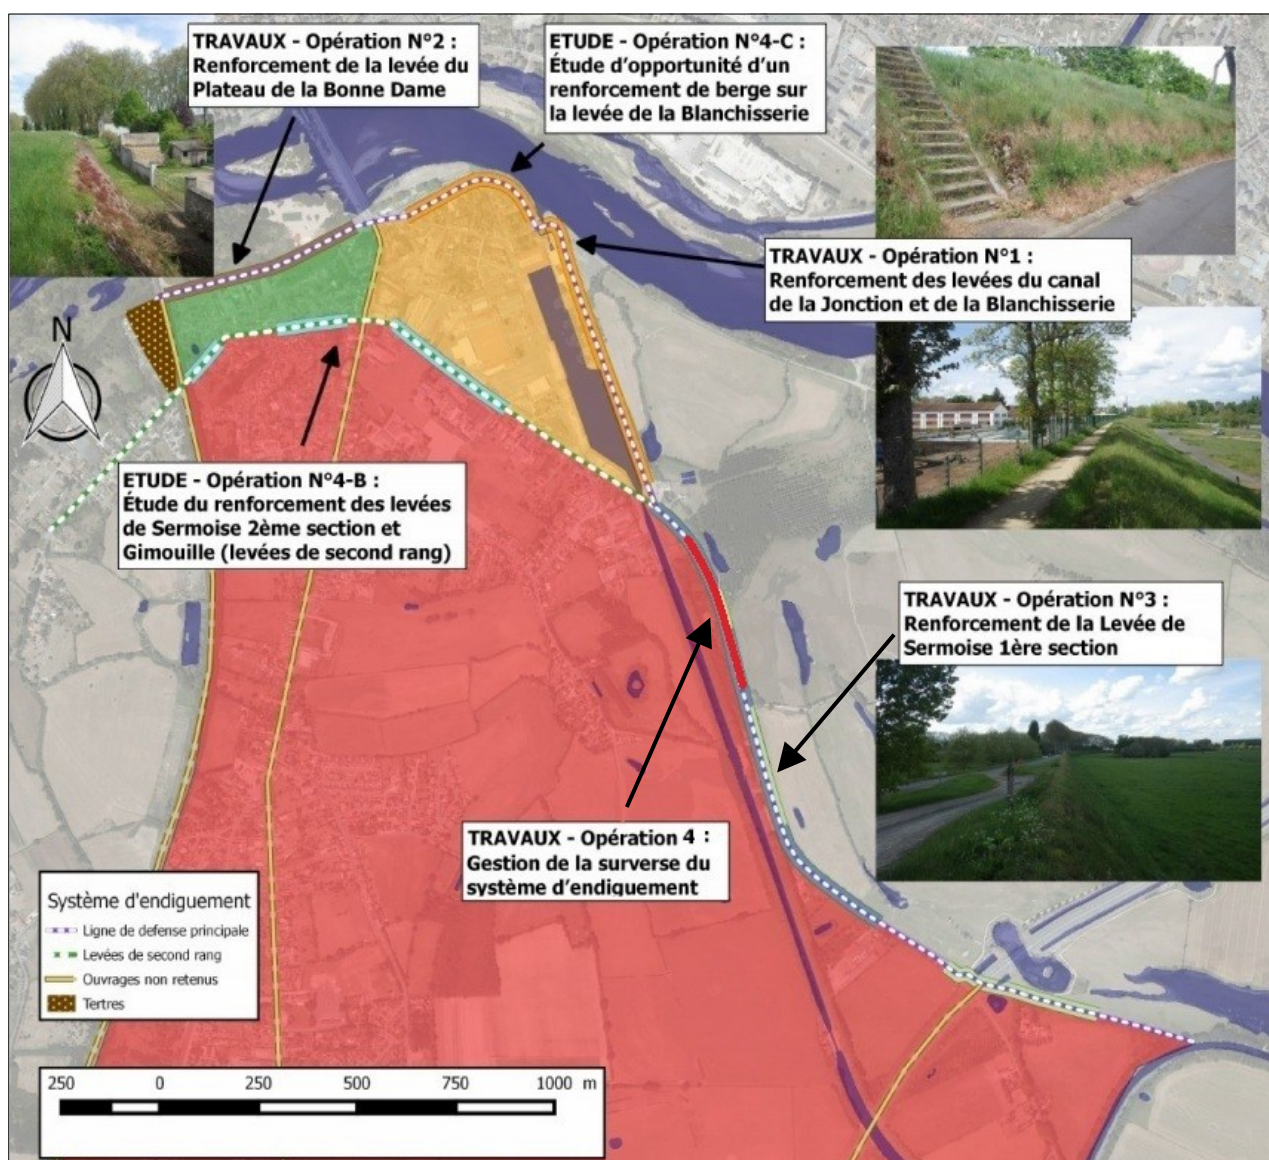 TRAVAUX - Opération N°2 :
Renforcement de la levée du
Plateau de la Bonne Dame
ETUDE - Opération N°4-C :
Étude d'opportunité d'un
renforcement de berge sur
la levée de la Blanchisserie
TRAVAUX - Opération N°1 :
Renforcement des levées du canal
de la Jonction et de la Blanchisserie
N
ETUDE - Opération N°4-B :
Étude du renforcement des levées
de Sermoise 2ème section et
Gimouille (levées de second rang)
TRAVAUX - Opération N°3 :
Renforcement de la Levée de
Sermoise 1ère section
TRAVAUX - Opération 4 :
Gestion de la surverse du
système d'endiguement
Système d'endiguement
Ligne de defense principale
Levées de second rang
Ouvrages non retenus
Tertres
250 0 250 500 750 1000 m